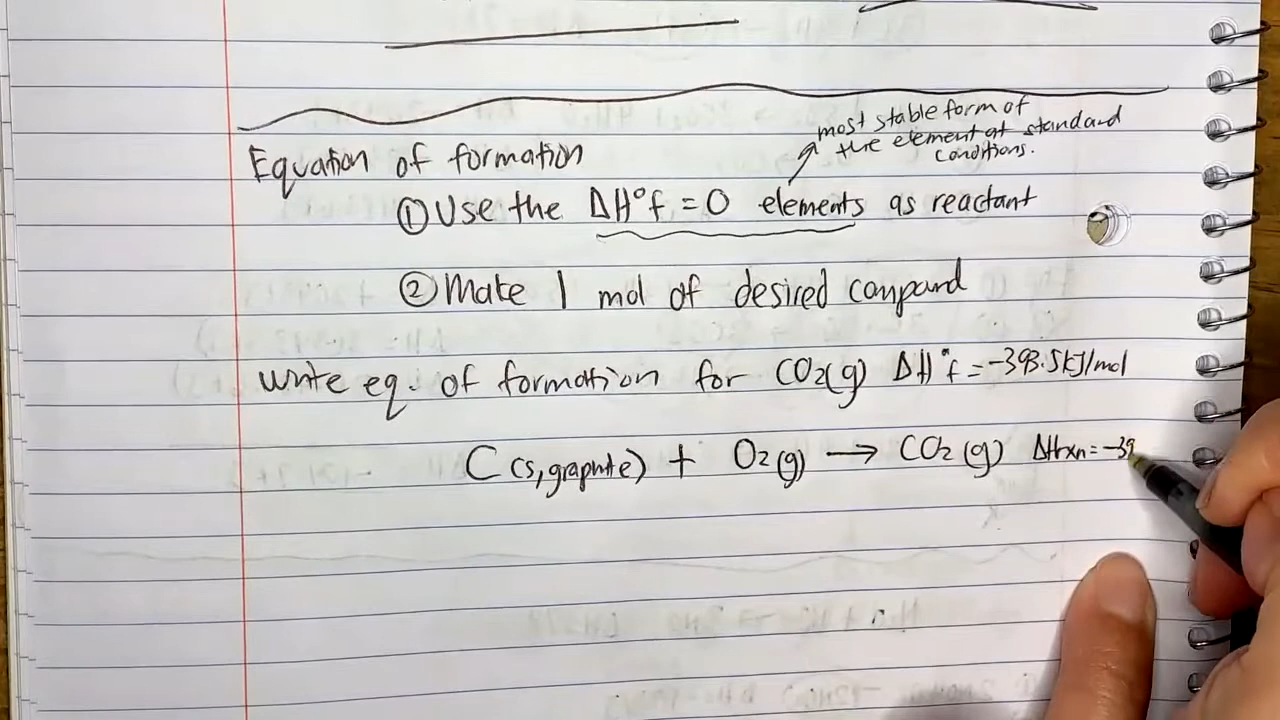 most stable form of
the element at standard
conditions.
Equation of formation
① Use the ΔH°f = 0 elements as reactant
② Make 1 mol of desired compand
Write eq. of formation for CO2(g) ΔH°f = -393.5kJ/mol
C(s,graphite) + O2(g) → CO2(g) ΔHrxn = -39